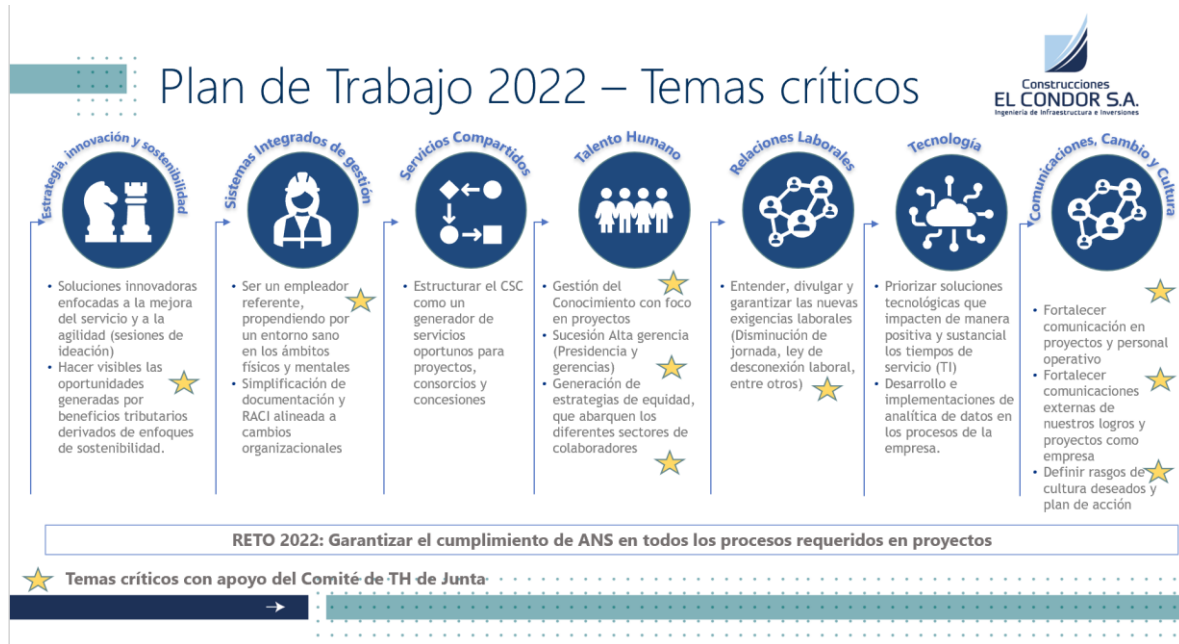 Plan de Trabajo 2022 – Temas críticos
Construcciones
EL CONDOR S.A.
Ingeniería de Infraestructura e Inversiones
Estrategia, innovación y sostenibilidad
• Soluciones innovadoras
enfocadas a la mejora
del servicio y a la
agilidad (sesiones de
ideación)
• Hacer visibles las
oportunidades
generadas por
beneficios tributarios
derivados de enfoques
de sostenibilidad.
Sistemas Integrados de gestión
• Ser un empleador
referente,
propendiendo por
un entorno sano
en los ámbitos
físicos y mentales
• Simplificación de
documentación y
RACI alineada a
cambios
organizacionales
Servicios Compartidos
• Estructurar el CSC
como un
generador de
servicios
oportunos para
proyectos,
consorcios y
concesiones
Talento Humano
• Gestión del
Conocimiento con foco
en proyectos
• Sucesión Alta gerencia
(Presidencia y
gerencias)
• Generación de
estrategias de equidad,
que abarquen los
diferentes sectores de
colaboradores
Relaciones Laborales
• Entender, divulgar y
garantizar las nuevas
exigencias laborales
(Disminución de
jornada, ley de
desconexión laboral,
entre otros)
Tecnología
• Priorizar soluciones
tecnológicas que
impacten de manera
positiva y sustancial
los tiempos de
servicio (TI)
• Desarrollo e
implementaciones de
analítica de datos en
los procesos de la
empresa.
Comunicaciones, Cambio y Cultura
• Fortalecer
comunicación en
proyectos y personal
operativo
• Fortalecer
comunicaciones
externas de
nuestros logros y
proyectos como
empresa
• Definir rasgos de
cultura deseados y
plan de acción
RETO 2022: Garantizar el cumplimiento de ANS en todos los procesos requeridos en proyectos
Temas críticos con apoyo del Comité de TH de Junta